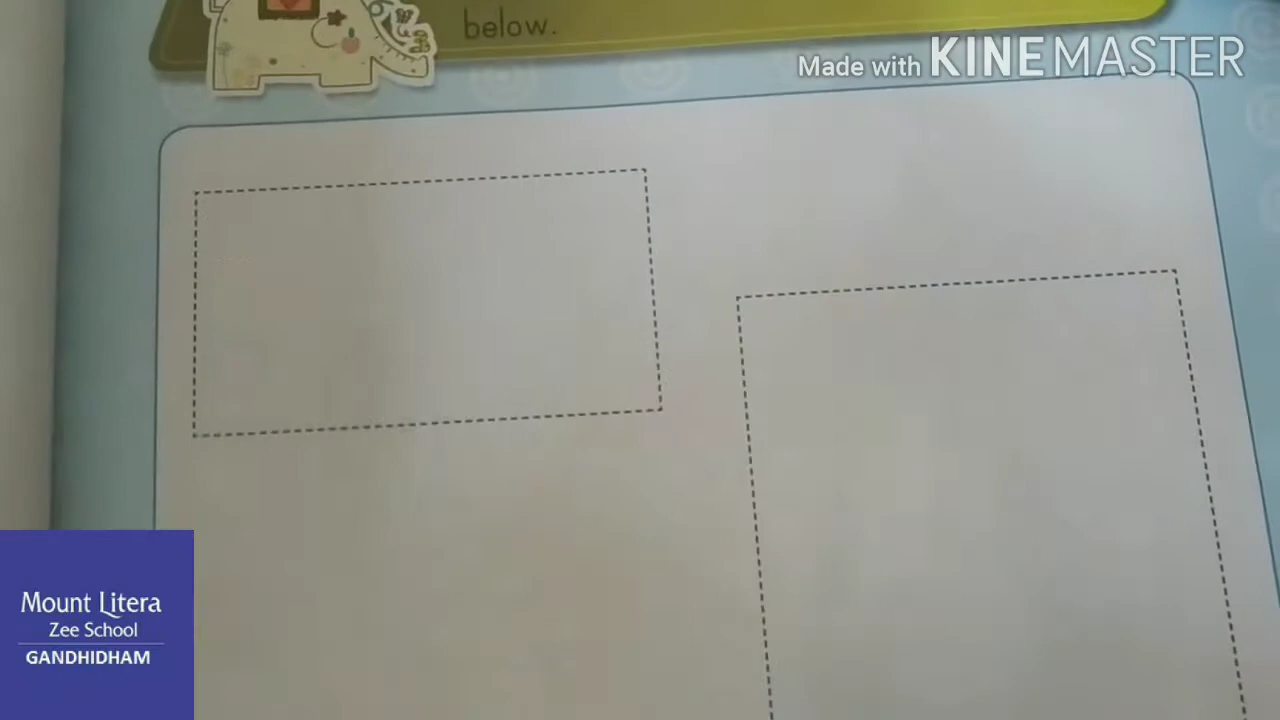 below.
Made with KINEMASTER
Mount Litera
Zee School
GANDHIDHAM